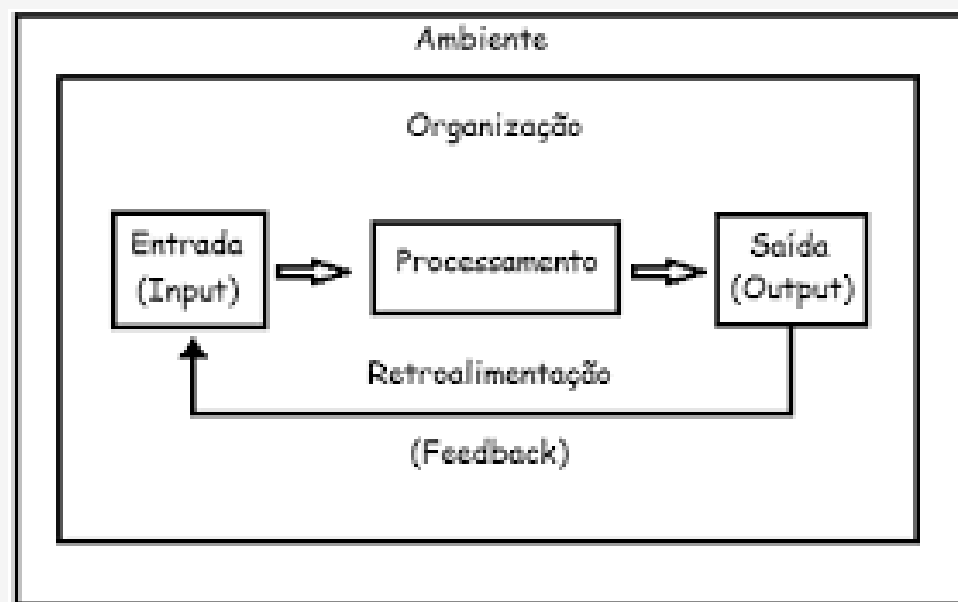 Ambiente
Organização
Entrada
(Input)
Processamento
Saída
(Output)
Retroalimentação
(Feedback)